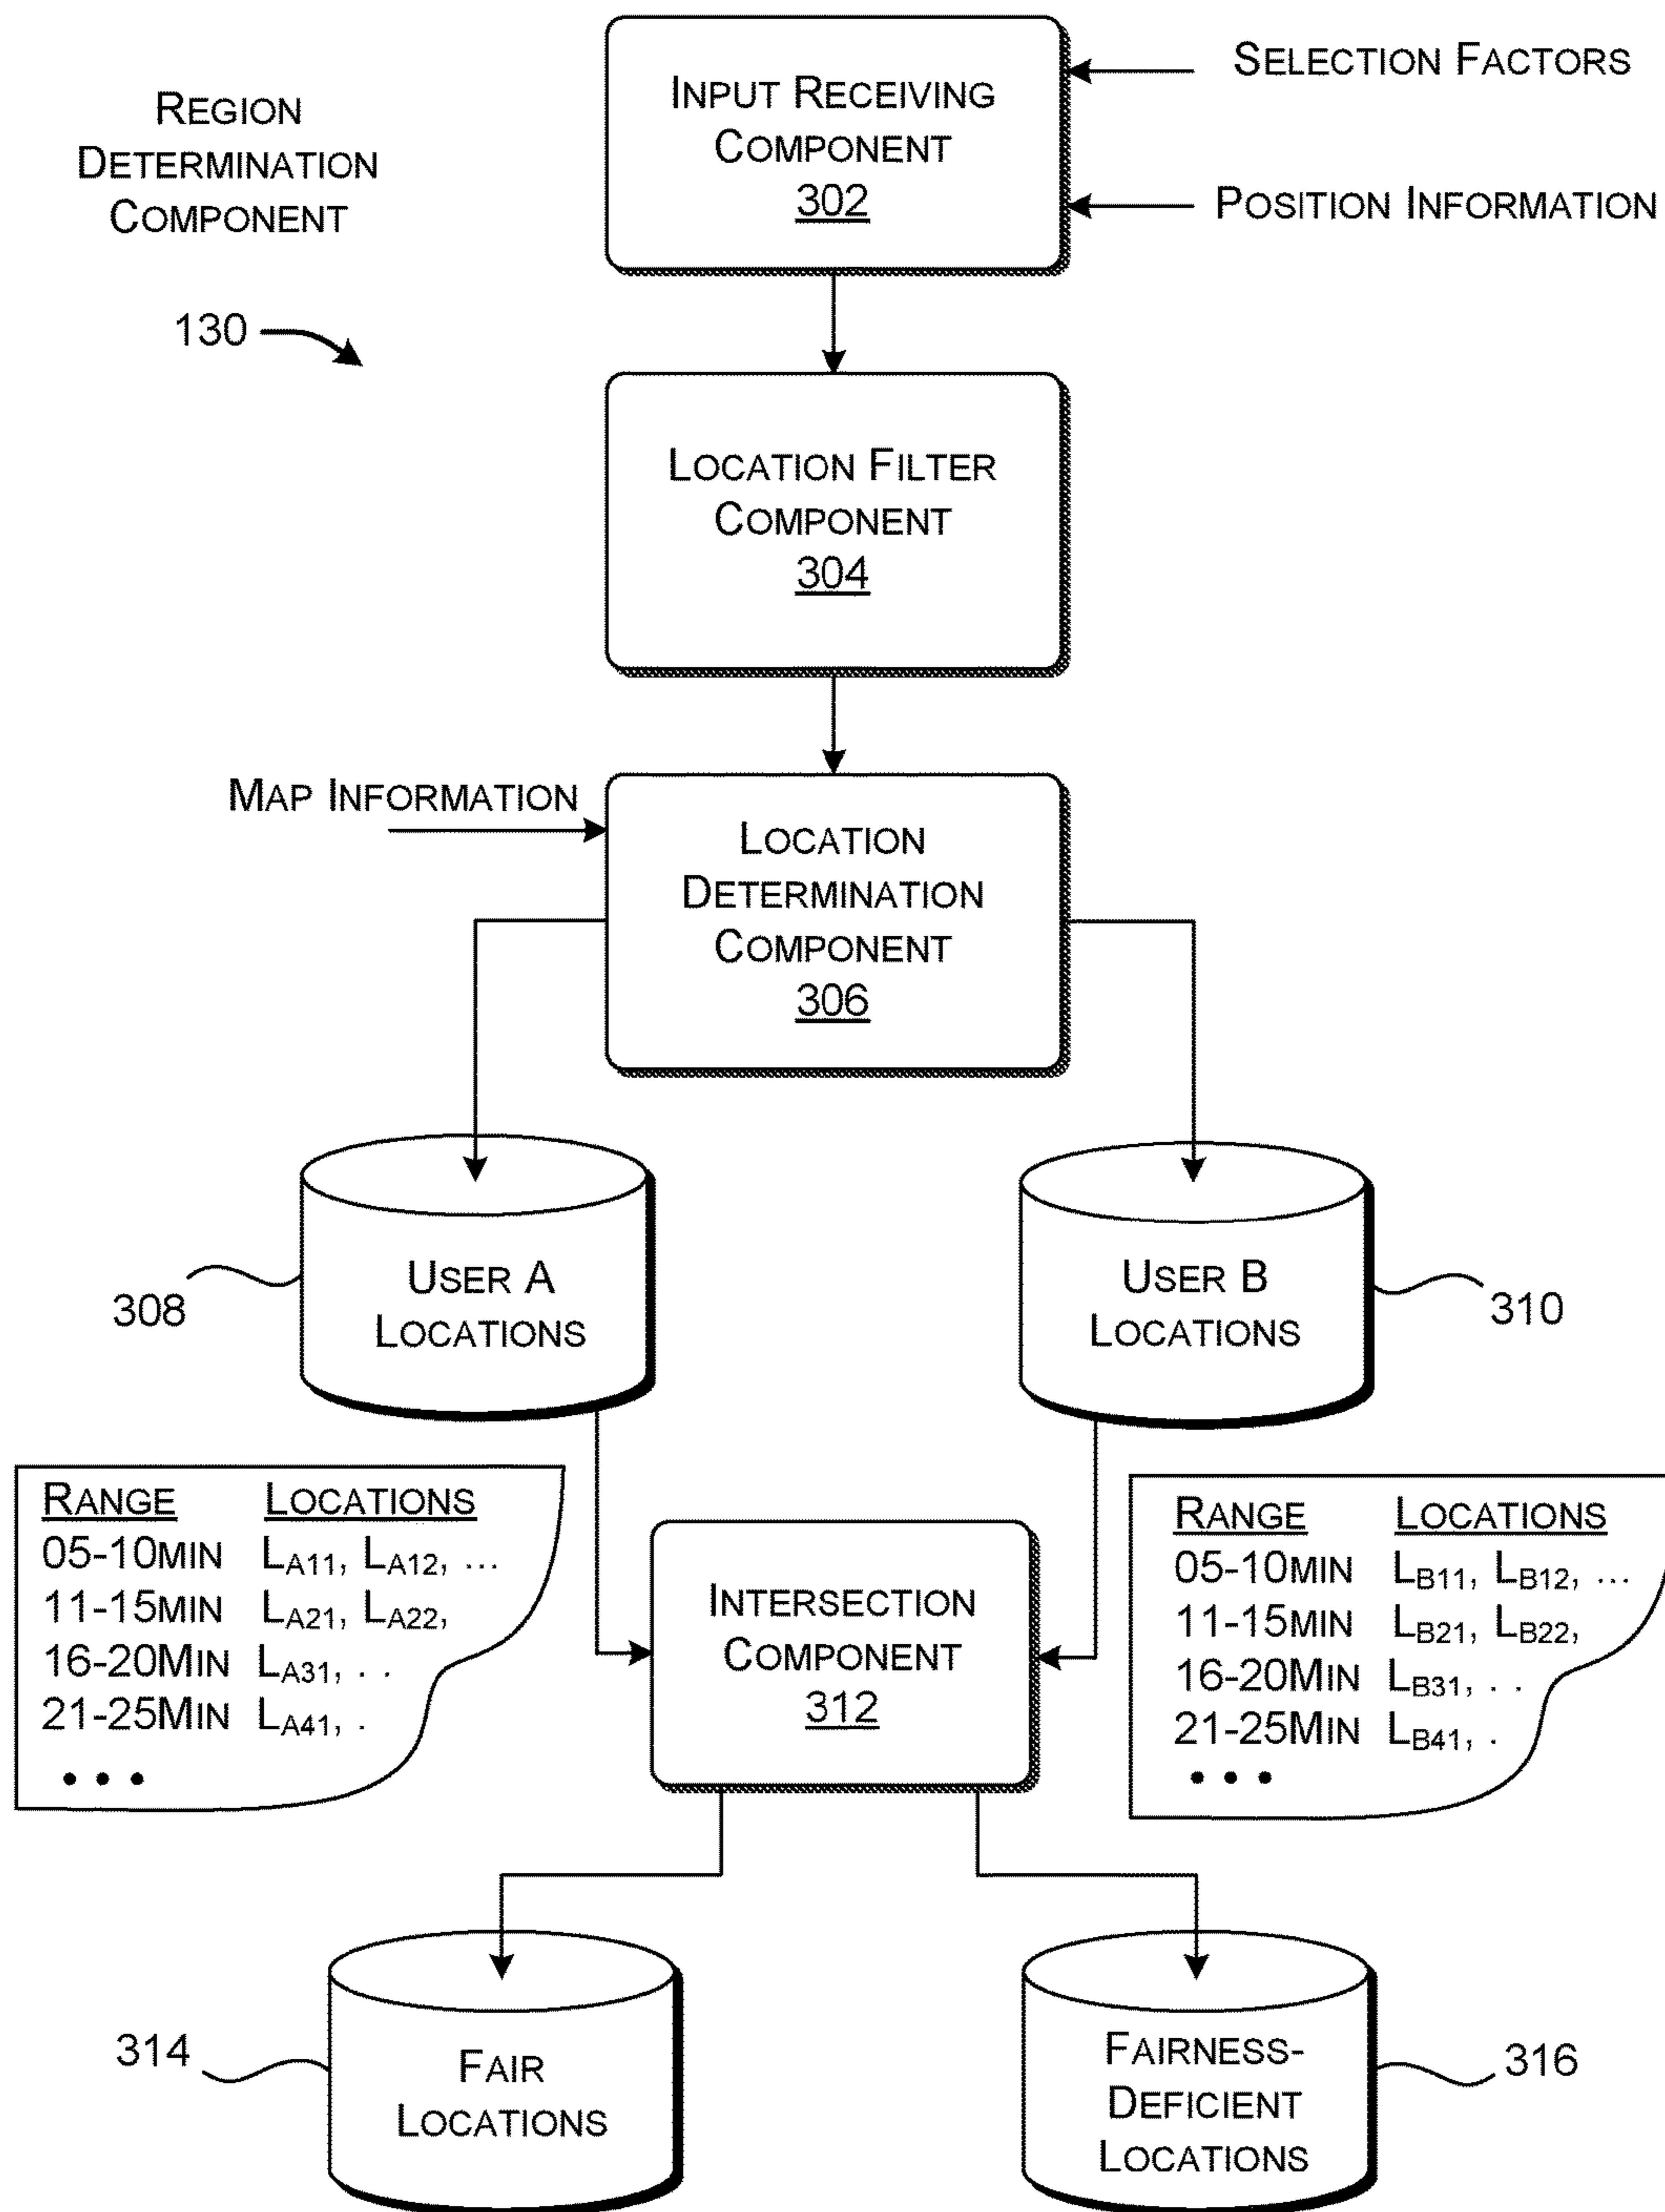 REGION
DETERMINATION
COMPONENT
130
INPUT RECEIVING
COMPONENT
302
SELECTION FACTORS
POSITION INFORMATION
LOCATION FILTER
COMPONENT
304
MAP INFORMATION
LOCATION
DETERMINATION
COMPONENT
306
USER A
LOCATIONS
308
USER B
LOCATIONS
310
RANGE LOCATIONS
05-10MIN LA11, LA12, ...
11-15MIN LA21, LA22,
16-20MIN LA31, . .
21-25MIN LA41, .
• • •
INTERSECTION
COMPONENT
312
RANGE LOCATIONS
05-10MIN LB11, LB12, ...
11-15MIN LB21, LB22,
16-20MIN LB31, . .
21-25MIN LB41, .
• • •
314
FAIR
LOCATIONS
FAIRNESS-
DEFICIENT
LOCATIONS
316